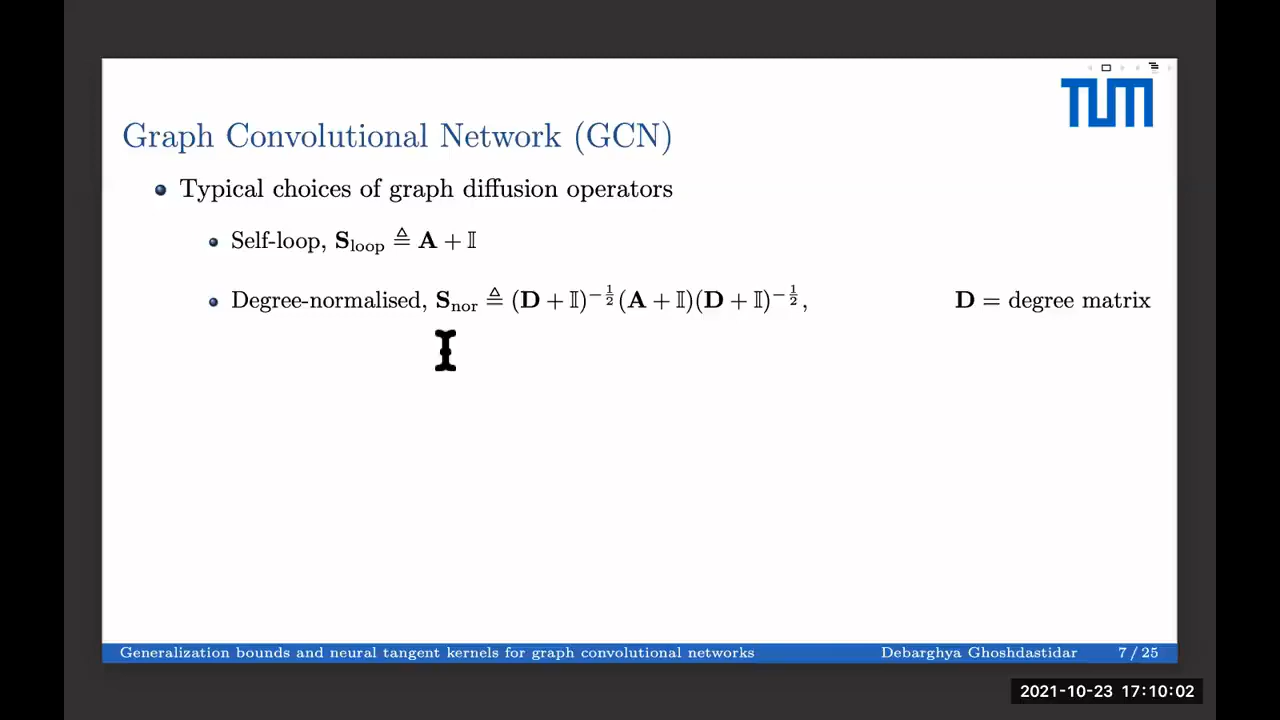 TUM
Graph Convolutional Network (GCN)
Typical choices of graph diffusion operators
Self-loop, S_loop ≜ A + 𝕀
Degree-normalised, S_nor ≜ (D + 𝕀)^{-1/2}(A + 𝕀)(D + 𝕀)^{-1/2}, D = degree matrix
Generalization bounds and neural tangent kernels for graph convolutional networks Debarghya Ghoshdastidar 7 / 25
2021-10-23 17:10:02